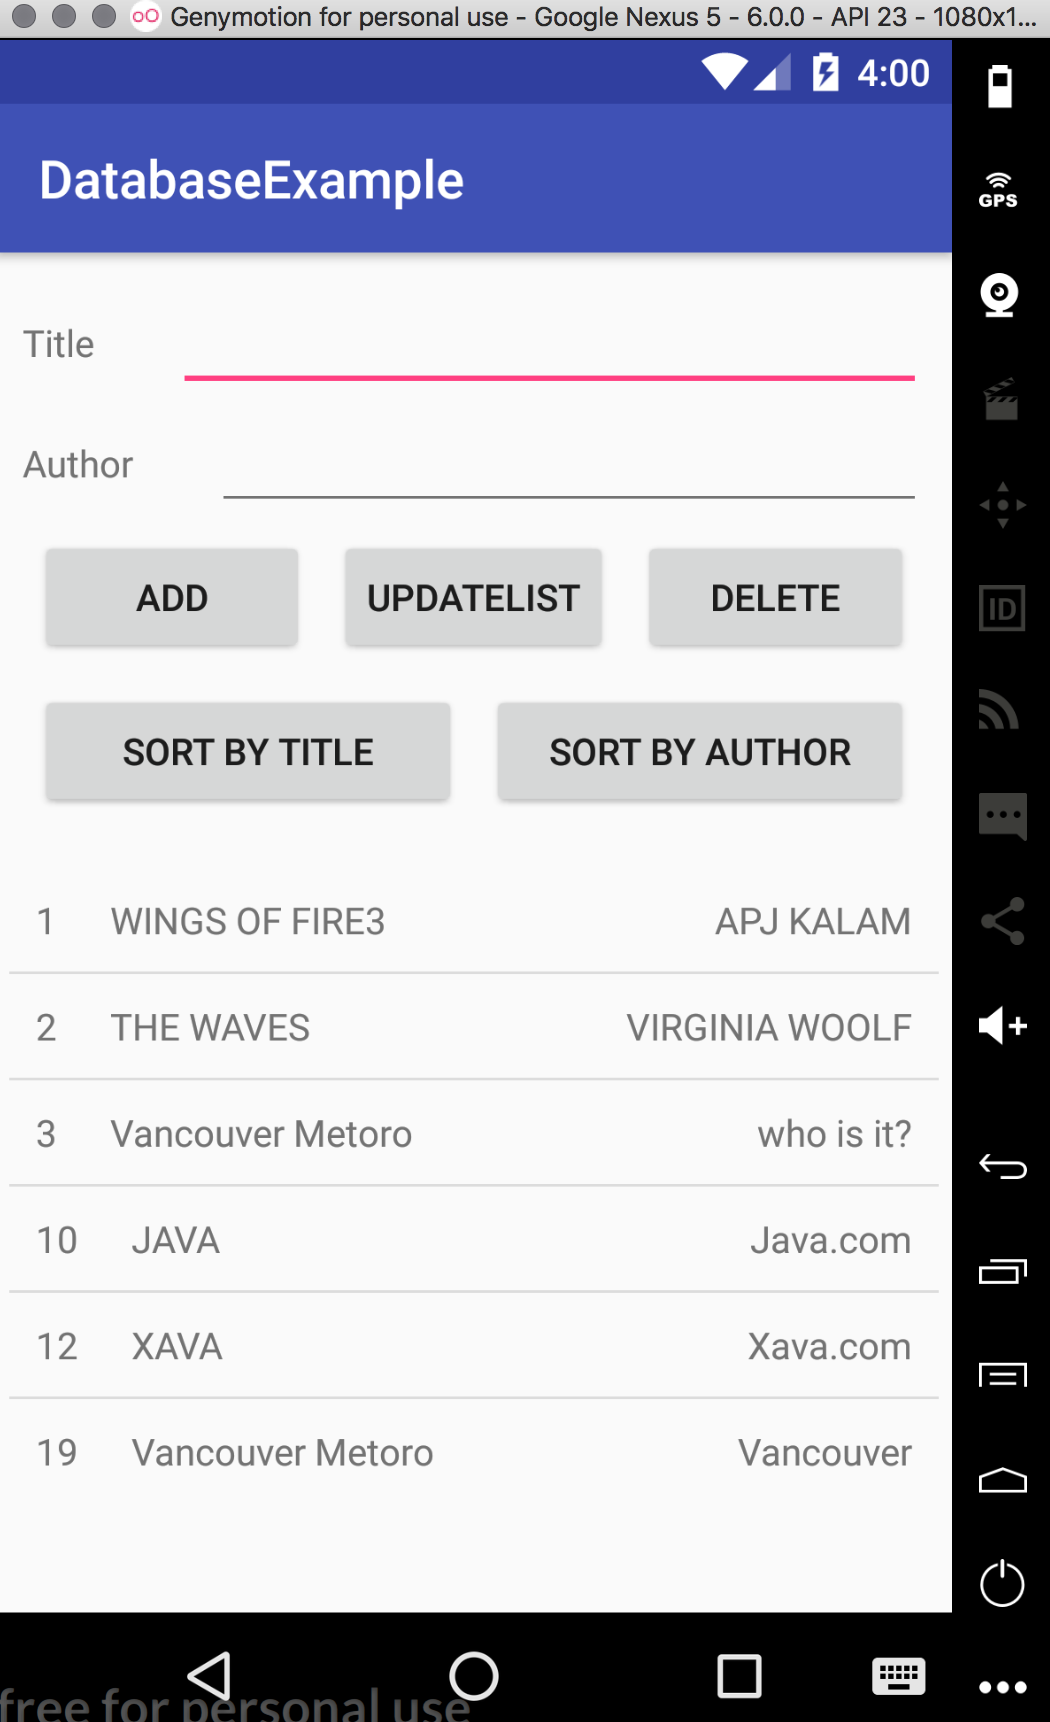 Genymotion for personal use - Google Nexus 5 - 6.0.0 - API 23 - 1080x1...
4:00
GPS
DatabaseExample
Title
Author
ADD UPDATELIST DELETE
ID
SORT BY TITLE SORT BY AUTHOR
1 WINGS OF FIRE3 APJ KALAM
2 THE WAVES VIRGINIA WOOLF
3 Vancouver Metoro who is it?
10 JAVA Java.com
12 XAVA Xava.com
19 Vancouver Metoro Vancouver
free for personal use